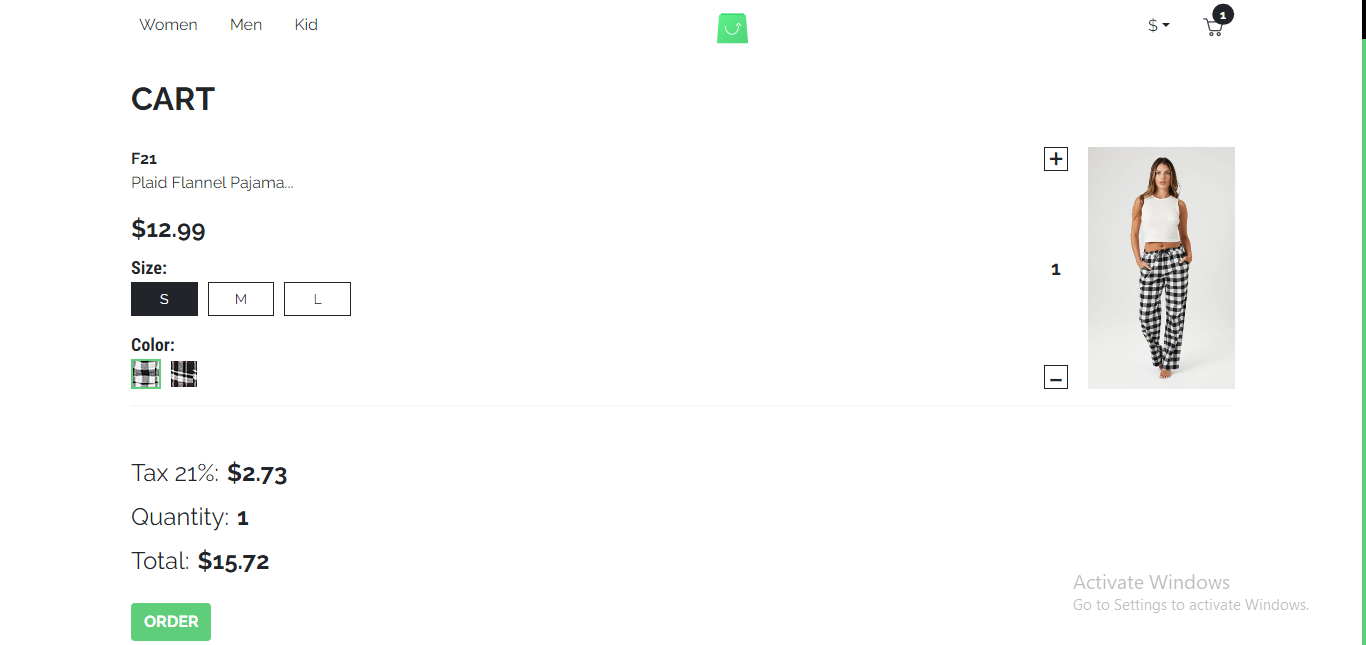 Women Men Kid
$
1
CART
F21
Plaid Flannel Pajama...
$12.99
Size:
S M L
Color:
+
1
−
Tax 21%: $2.73
Quantity: 1
Total: $15.72
ORDER
Activate Windows
Go to Settings to activate Windows.